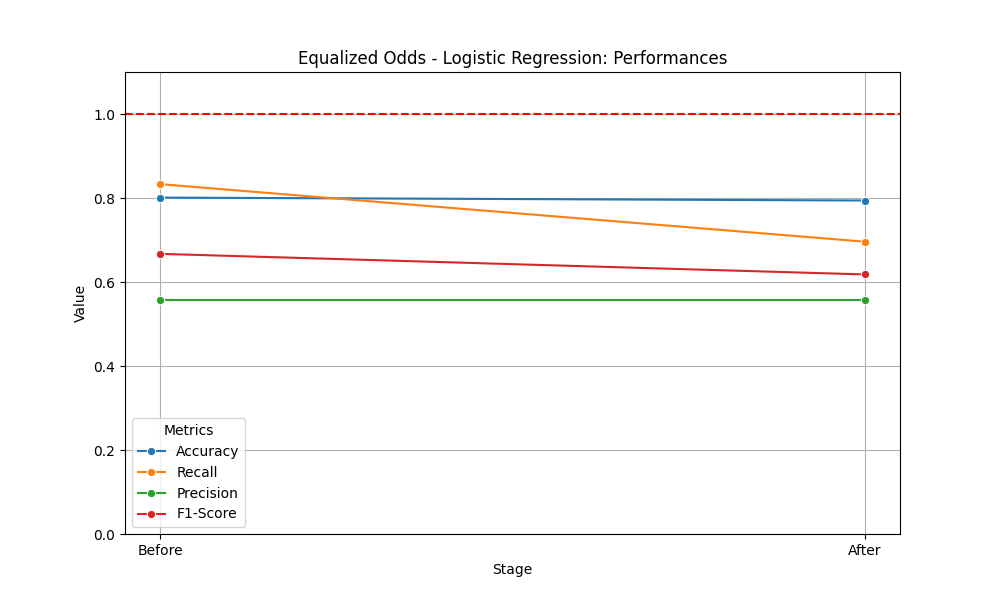 Equalized Odds - Logistic Regression: Performances
1.0
0.8
0.6
0.4
0.2
0.0
Value
Metrics
Accuracy
Recall
Precision
F1-Score
Before
After
Stage